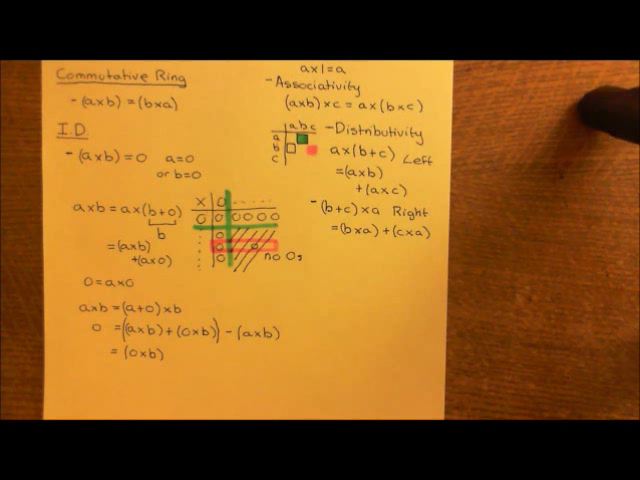 Commutative Ring
- (a×b) = (b×a)
I.D.
- (a×b) = 0   a=0
or b=0
a×b = a×(b+0)
b
= (a×b)
+(a×0)
0 = a×0
a×b = (a+0)×b
0 = ((a×b)+(0×b)) - (a×b)
= (0×b)
× 0 . . . . .
0 0 0 0 0 0
0
0 0
0
no 0s
a×1=a
- Associativity
(a×b)×c = a×(b×c)
a b c
a
b
c
- Distributivity
a×(b+c) Left
= (a×b)
+(a×c)
- (b+c)×a Right
= (b×a)+(c×a)